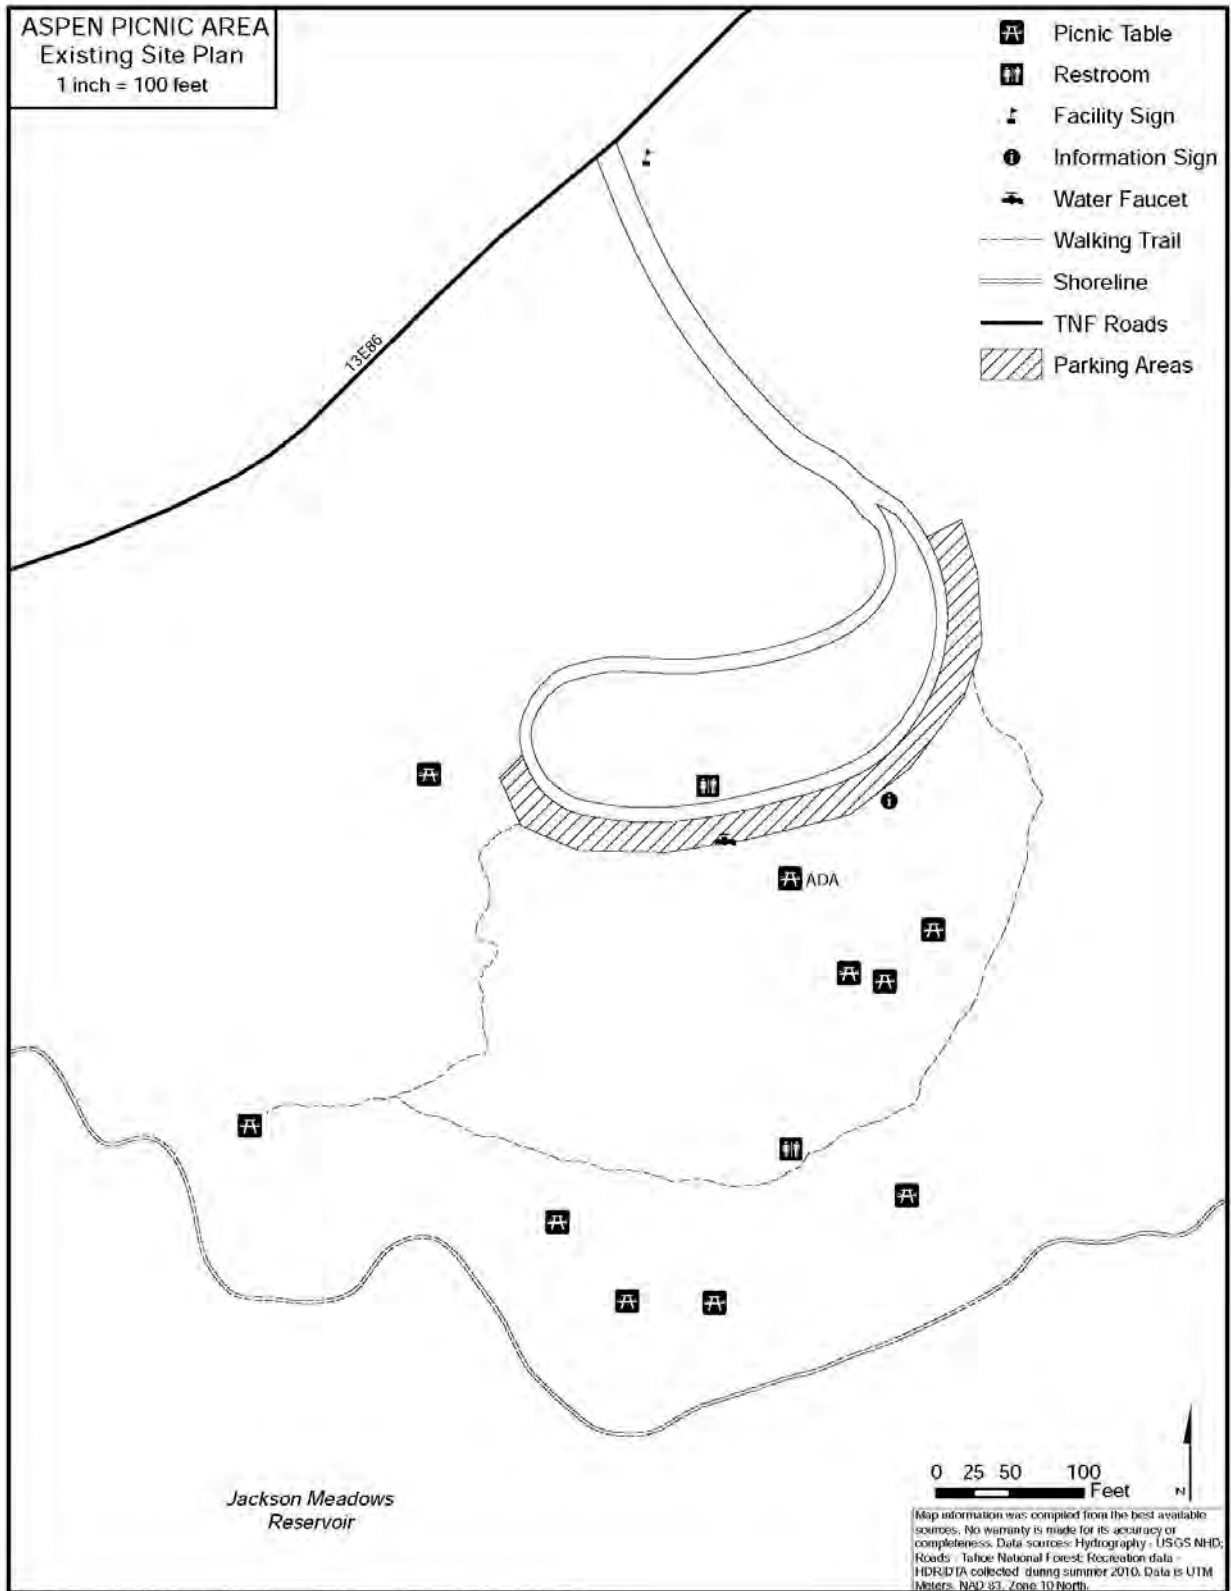 ASPEN PICNIC AREA
Existing Site Plan
1 inch = 100 feet
Picnic Table
Restroom
Facility Sign
Information Sign
Water Faucet
Walking Trail
Shoreline
TNF Roads
Parking Areas
13E86
ADA
Jackson Meadows
Reservoir
0 25 50 100
Feet
N
Map information was compiled from the best available
sources. No warranty is made for its accuracy or
completeness. Data sources: Hydrography - USGS NHD;
Roads - Tahoe National Forest; Recreation data -
HDR|DTA collected during summer 2010. Data is UTM
Meters, NAD 83, Zone 10 North.